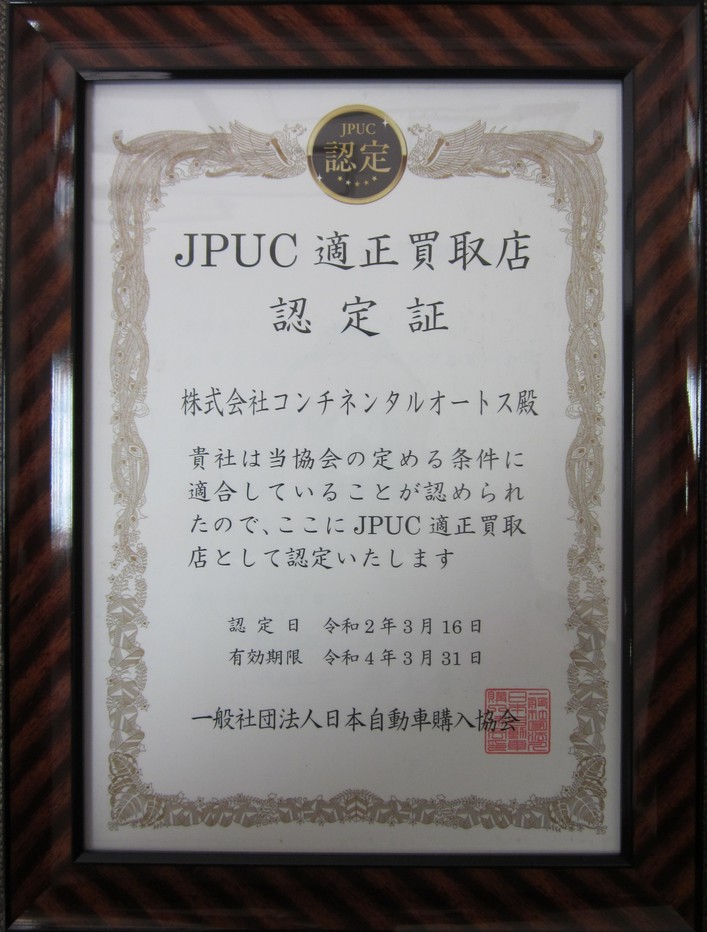 JPUC
認定
JPUC 適正買取店
認定証
株式会社コンチネンタルオートス殿
貴社は当協会の定める条件に
適合していることが認められ
たので、ここに JPUC 適正買取
店として認定いたします
認定日　令和2年3月16日
有効期限　令和4年3月31日
一般社団法人日本自動車購入協会